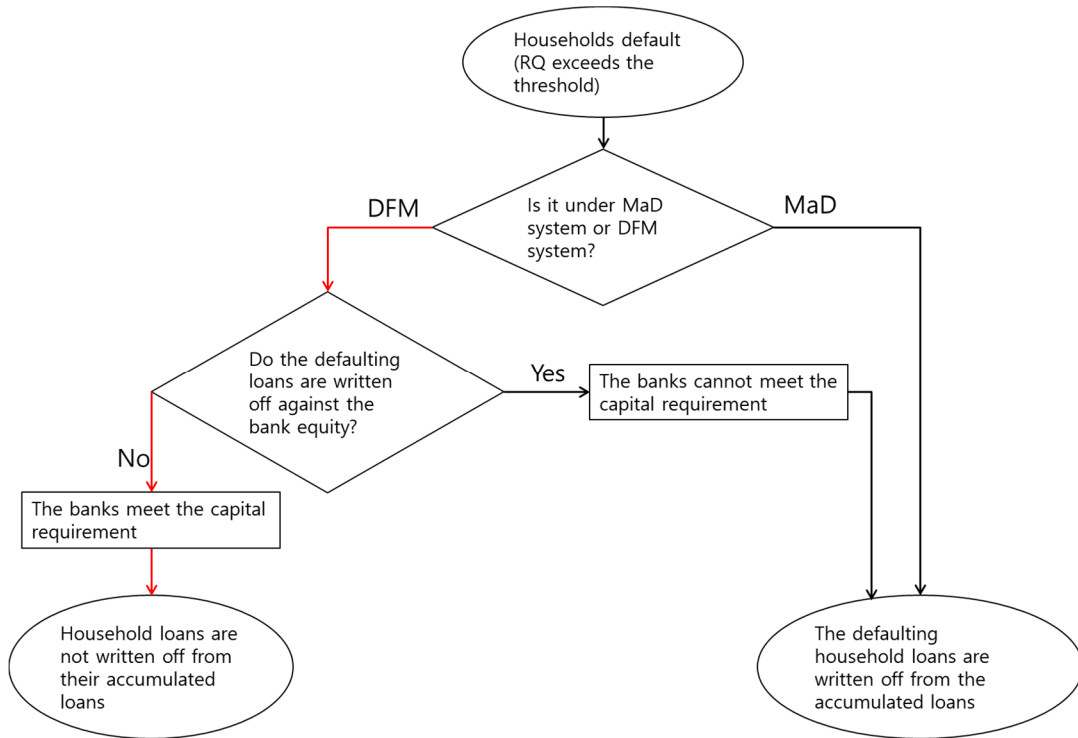 Households default
(RQ exceeds the
threshold)
DFM
Is it under MaD
system or DFM
system?
MaD
Do the defaulting
loans are written
off against the
bank equity?
Yes
The banks cannot meet the
capital requirement
No
The banks meet the capital
requirement
Household loans are
not written off from
their accumulated
loans
The defaulting
household loans are
written off from the
accumulated loans